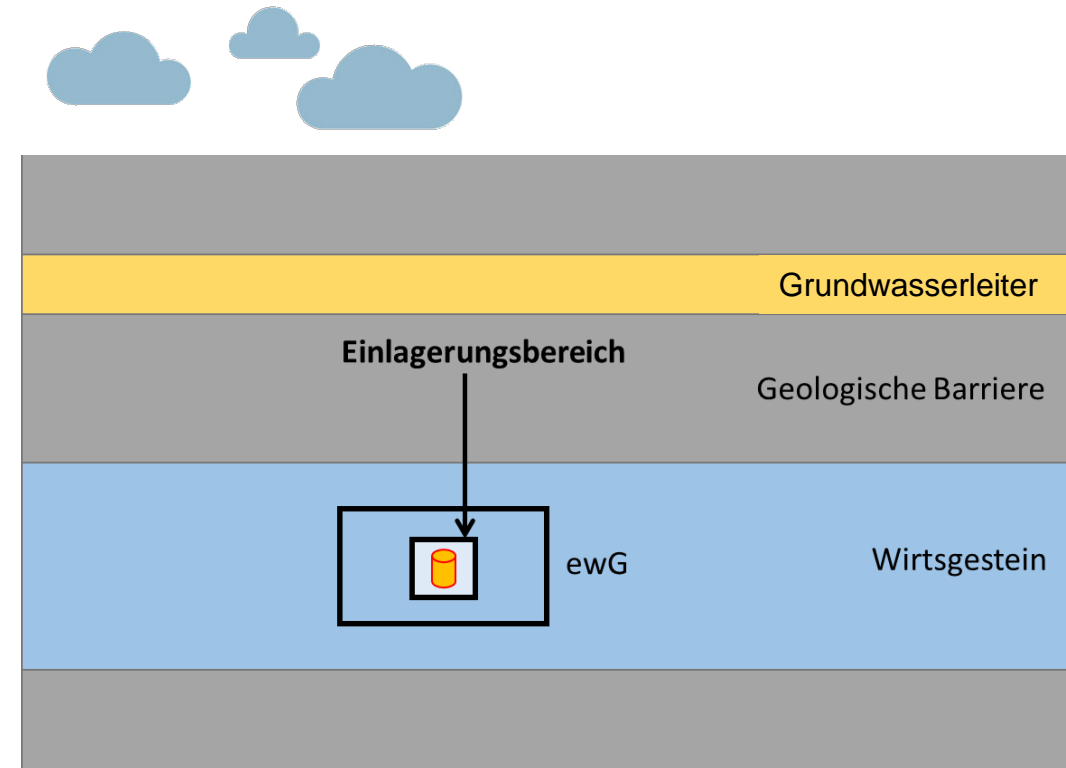 Grundwasserleiter
Einlagerungsbereich
Geologische Barriere
ewG
Wirtsgestein